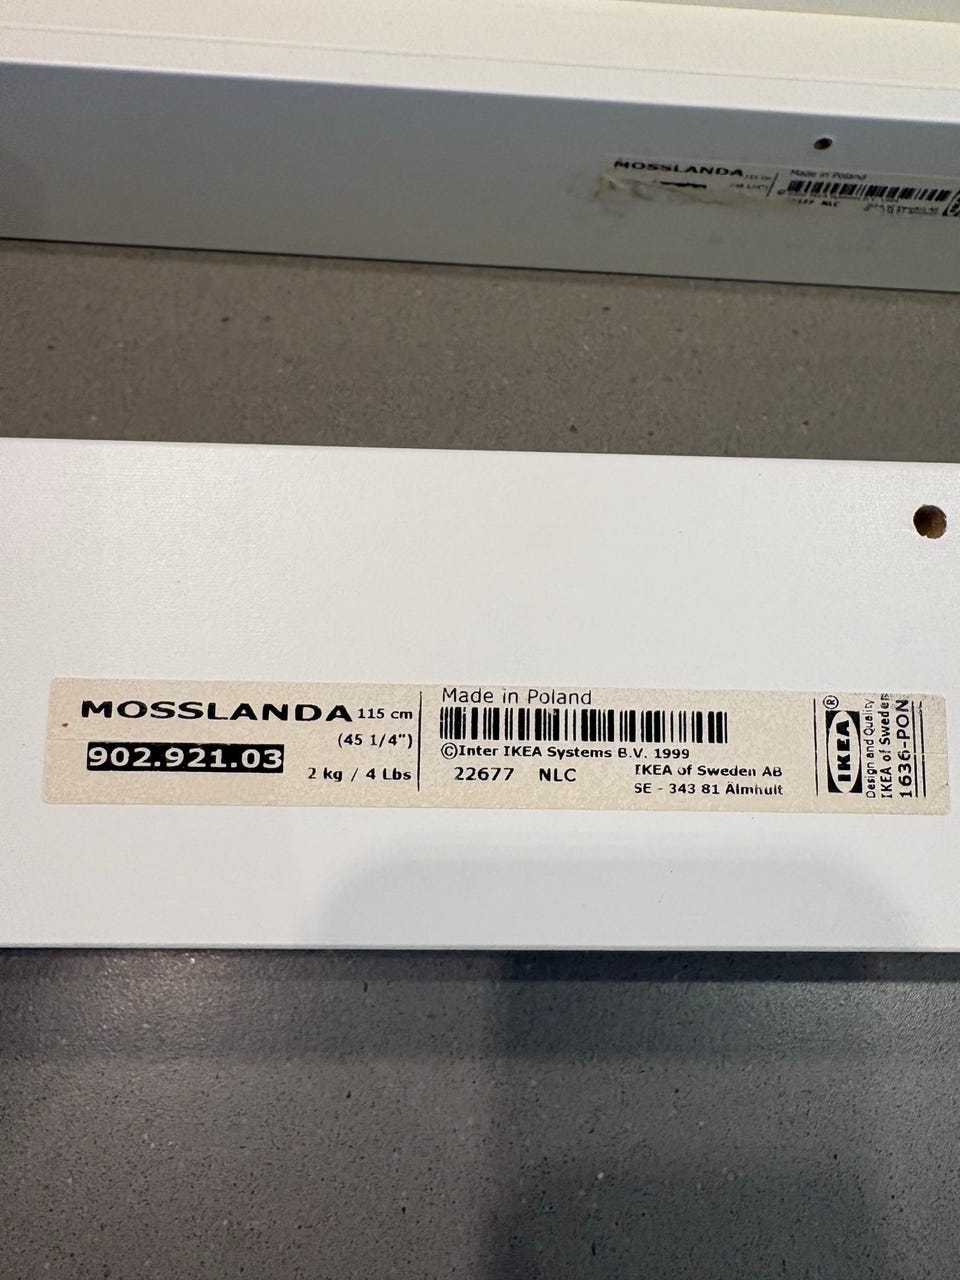 MOSSLANDA
Made in Poland
NLC
MOSSLANDA 115 cm
(45 1/4")
902.921.03
2 kg / 4 Lbs
Made in Poland
©Inter IKEA Systems B.V. 1999
22677 NLC
IKEA of Sweden AB
SE - 343 81 Älmhult
IKEA®
Design and Quality
IKEA of Sweden
1636-PON